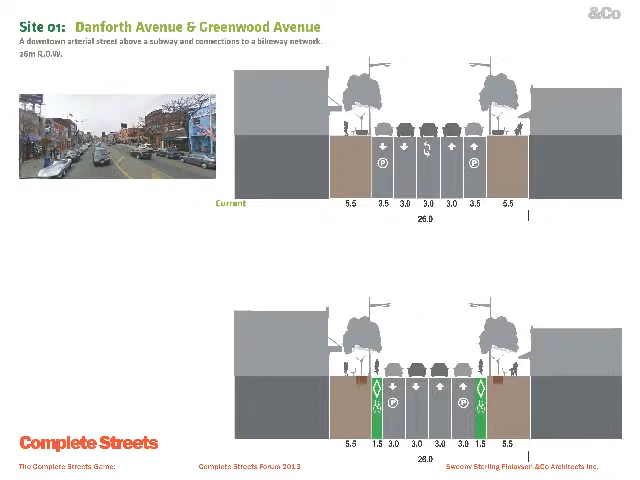 &Co
Site 01: Danforth Avenue & Greenwood Avenue
A downtown arterial street above a subway and connections to a bikeway network.
26m R.O.W.
P P
Current
5.5 3.5 3.0 3.0 3.0 3.5 5.5
26.0
P P
Complete Streets
5.5 1.5 3.0 3.0 3.0 3.0 1.5 5.5
26.0
The Complete Streets Game: Complete Streets Forum 2013 Sweeny Sterling Finlayson &Co Architects Inc.